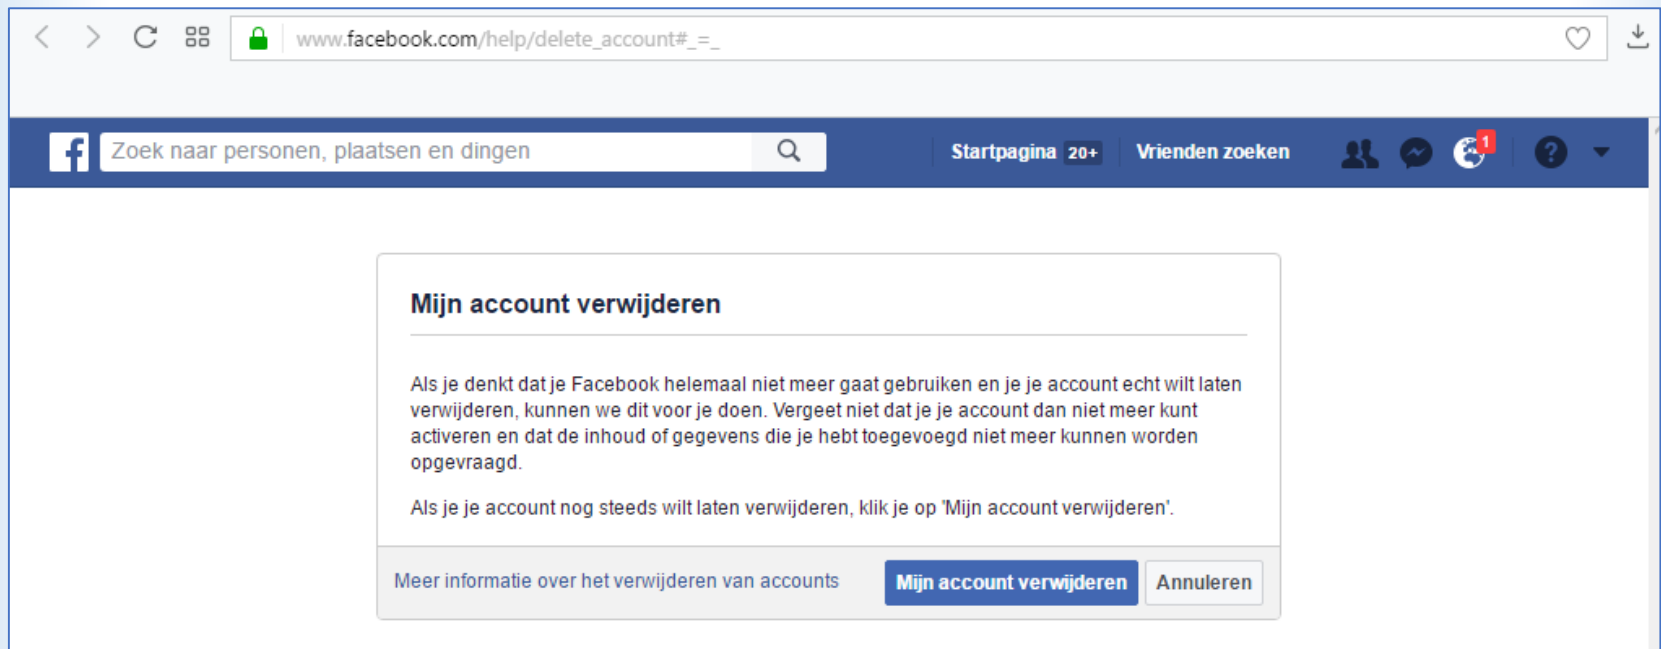 www.facebook.com/help/delete_account#_=_
f Zoek naar personen, plaatsen en dingen Startpagina 20+ Vrienden zoeken 1 ?
Mijn account verwijderen
Als je denkt dat je Facebook helemaal niet meer gaat gebruiken en je je account echt wilt laten
verwijderen, kunnen we dit voor je doen. Vergeet niet dat je je account dan niet meer kunt
activeren en dat de inhoud of gegevens die je hebt toegevoegd niet meer kunnen worden
opgevraagd.
Als je je account nog steeds wilt laten verwijderen, klik je op 'Mijn account verwijderen'.
Meer informatie over het verwijderen van accounts Mijn account verwijderen Annuleren